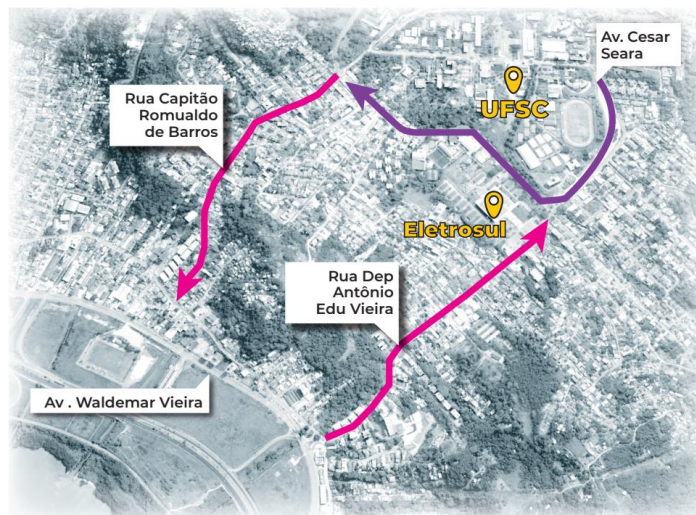 Av. Cesar
Seara
UFSC
Rua Capitão
Romualdo
de Barros
Eletrosul
Rua Dep
Antônio
Edu Vieira
Av . Waldemar Vieira